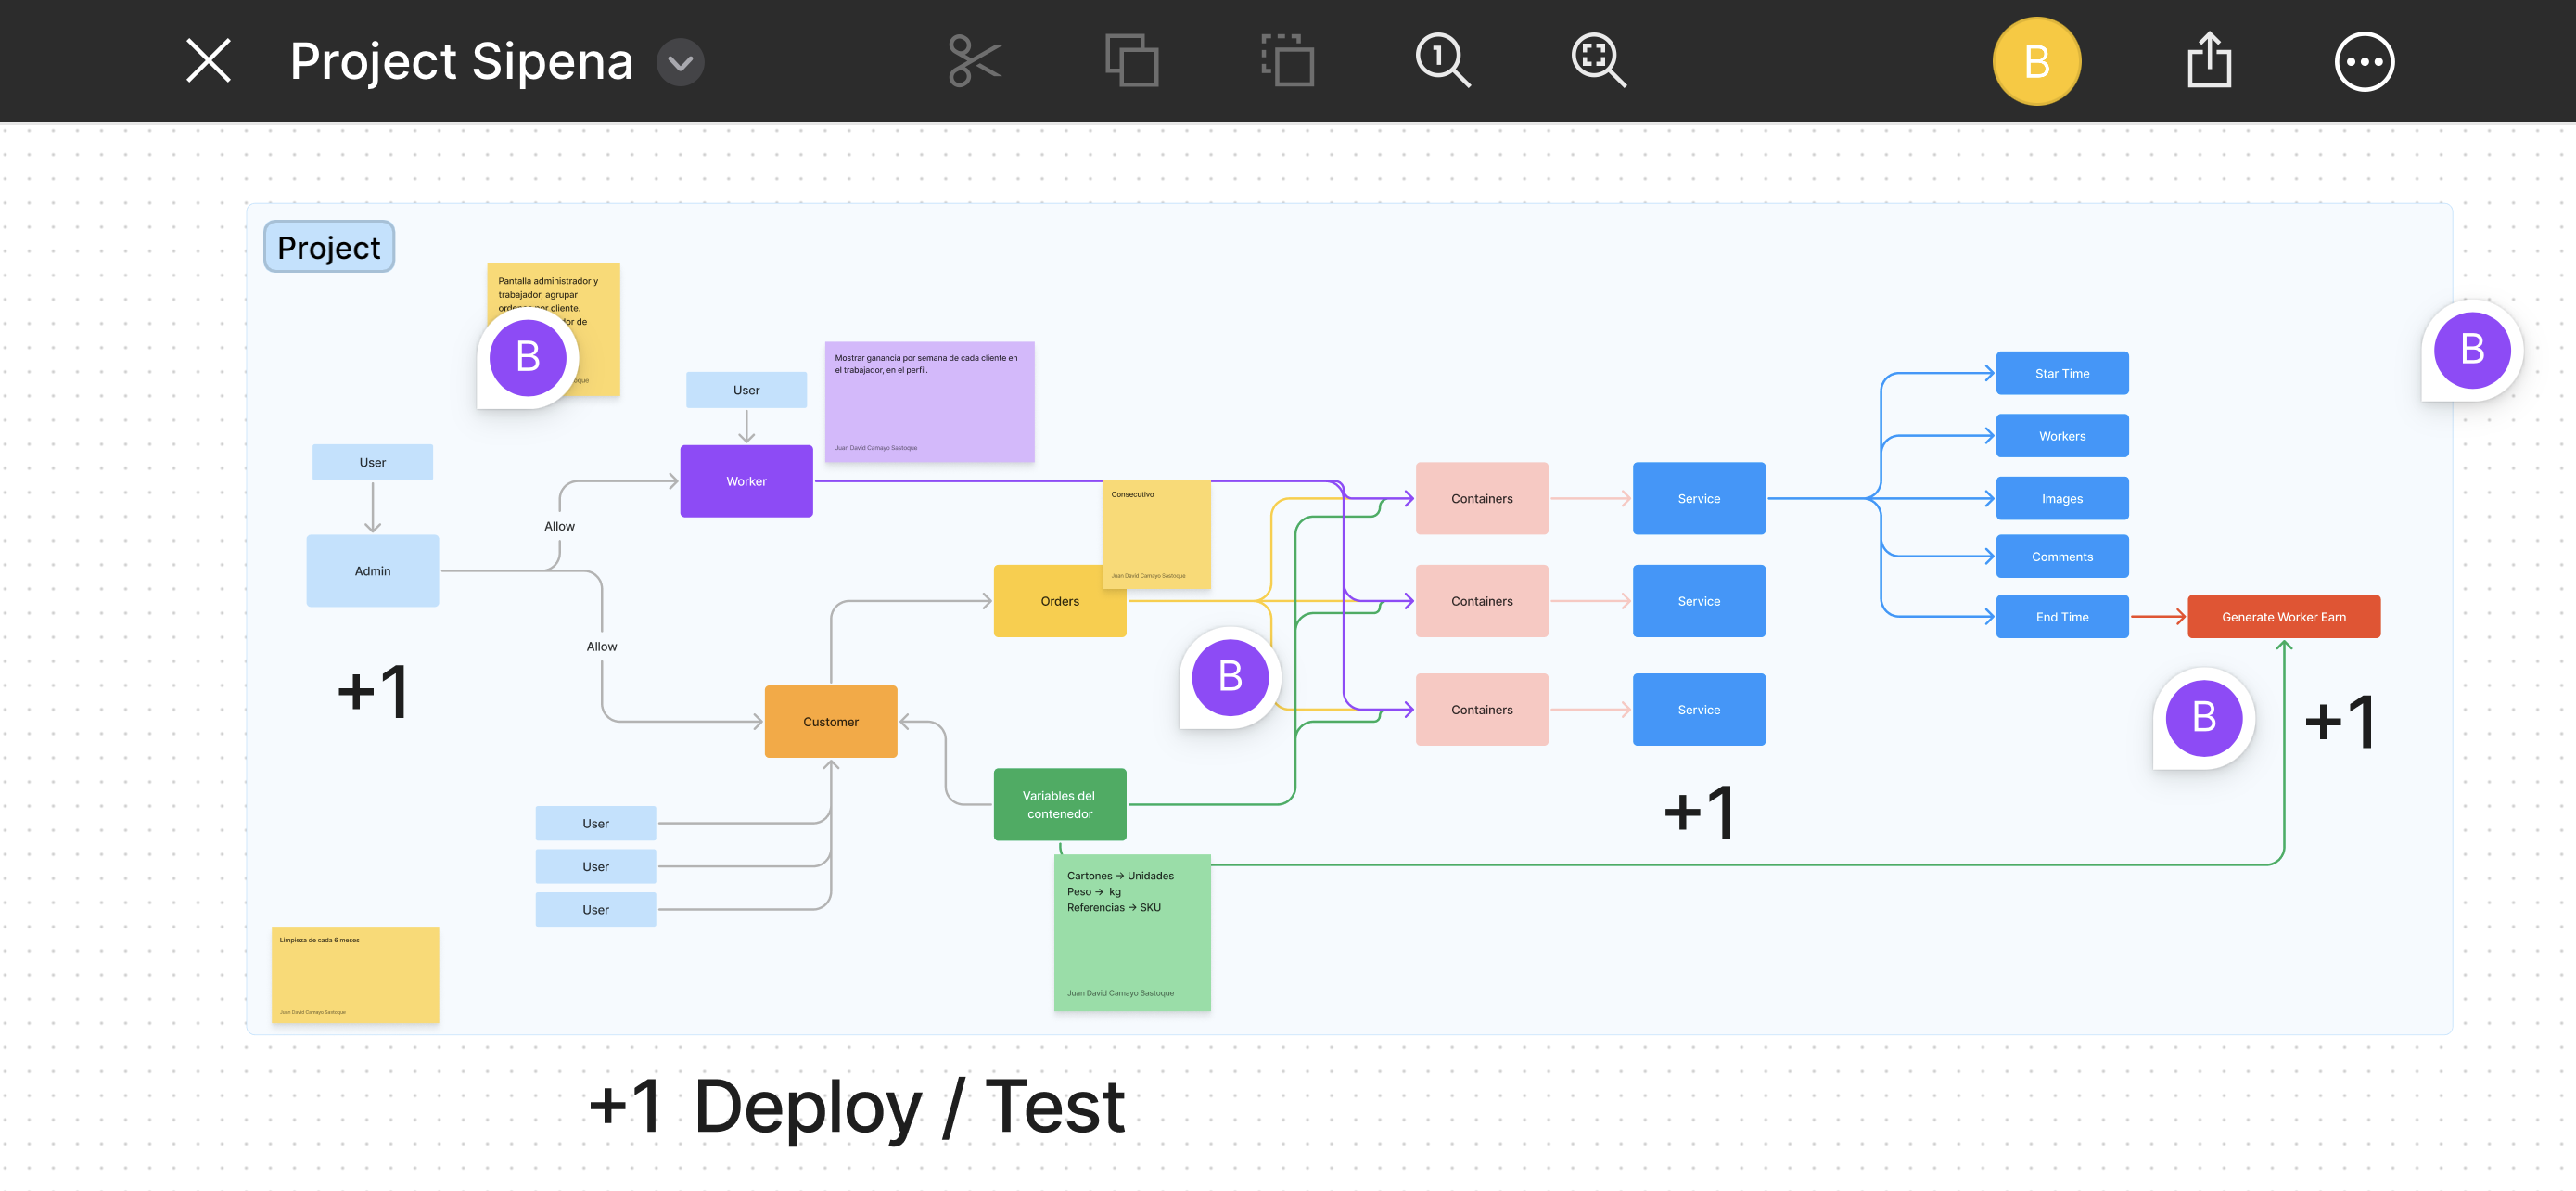 Project Sipena
B
Project
Pantalla administrador y
trabajador, agrupar
por cliente.
de
B
User
Mostrar ganancia por semana de cada cliente en
el trabajador, en el perfil.
Juan David Camayo Sastoque
B
Star Time
Workers
User
Worker
Consecutivo
Juan David Camayo Sastoque
Containers
Service
Images
Allow
Comments
Admin
Orders
Containers
Service
End Time
Generate Worker Earn
Allow
+1
B
Containers
Service
B
+1
Customer
Variables del
contenedor
+1
User
User
User
Cartones → Unidades
Peso → kg
Referencias → SKU
Juan David Camayo Sastoque
Limpieza de cada 6 meses
Juan David Camayo Sastoque
+1 Deploy / Test